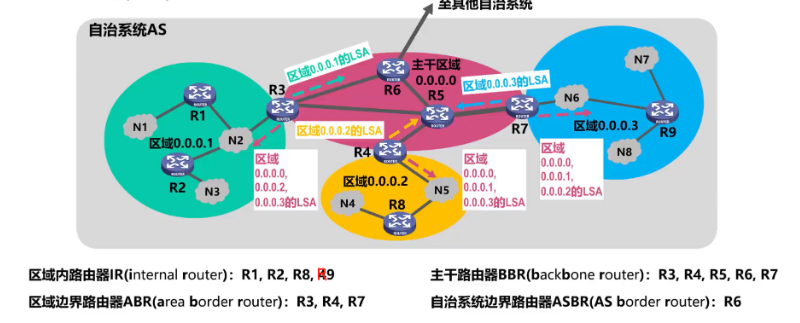 至其他自治系统
自治系统AS
区域0.0.0.1的LSA
主干区域
0.0.0.0
区域0.0.0.3的LSA
N7
R3
R6
R5
N6
R1
N1
N2
区域0.0.0.1
区域0.0.0.2的LSA
R7
区域0.0.0.3
R9
R4
N8
R2
N3
区域
0.0.0.0,
0.0.0.2,
0.0.0.3的LSA
区域0.0.0.2
N5
N4
R8
区域
0.0.0.0,
0.0.0.1,
0.0.0.3的LSA
区域
0.0.0.0,
0.0.0.1,
0.0.0.2的LSA
区域内路由器IR(internal router)：R1, R2, R8, R9
主干路由器BBR(backbone router)：R3, R4, R5, R6, R7
区域边界路由器ABR(area border router)：R3, R4, R7
自治系统边界路由器ASBR(AS border router)：R6